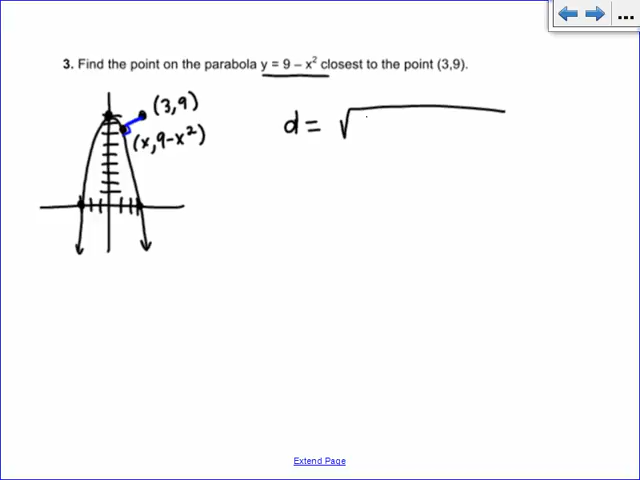 3. Find the point on the parabola y = 9 – x² closest to the point (3,9).
(3,9)
(x,9-x²)
d = √
Extend Page